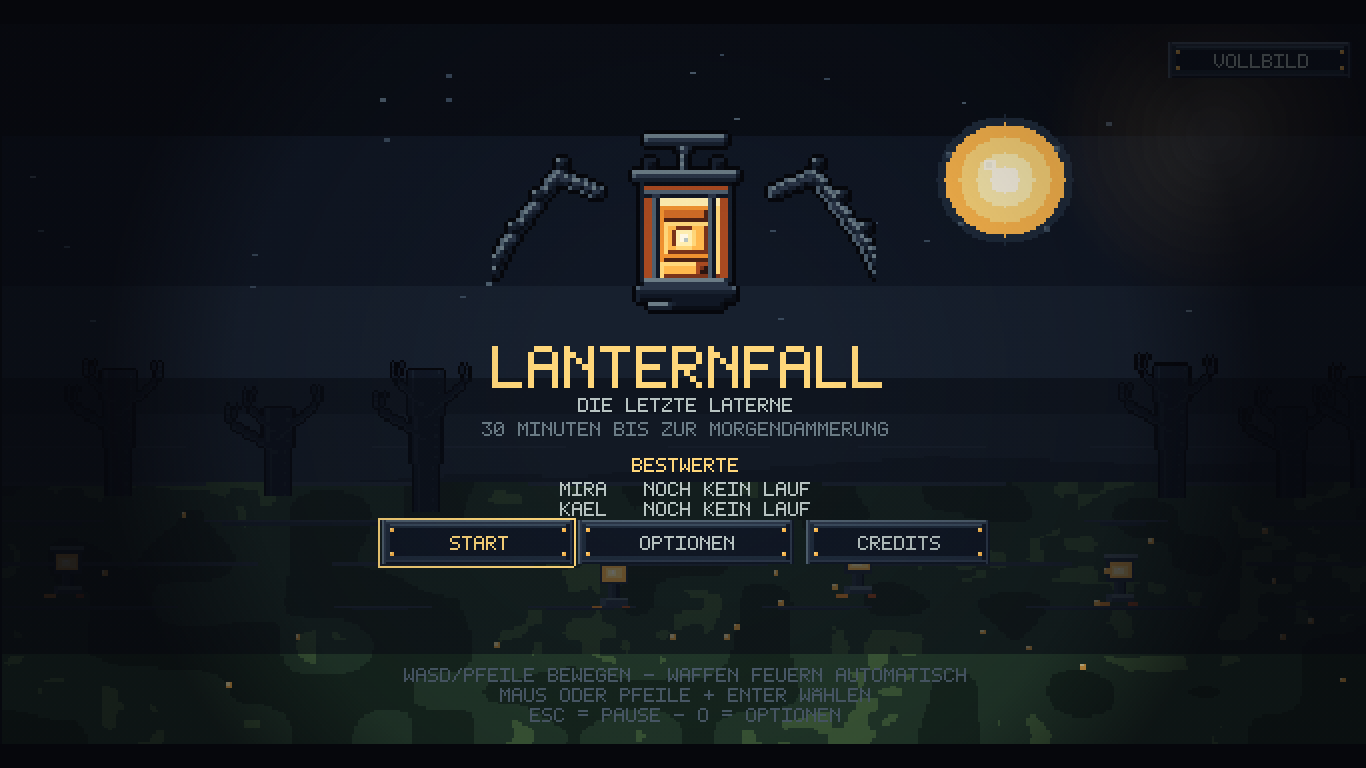 VOLLBILD
LANTERNFALL
DIE LETZTE LATERNE
30 MINUTEN BIS ZUR MORGENDAMMERUNG
BESTWERTE
MIRA NOCH KEIN LAUF
KAEL NOCH KEIN LAUF
START OPTIONEN CREDITS
WASD/PFEILE BEWEGEN - WAFFEN FEUERN AUTOMATISCH
MAUS ODER PFEILE + ENTER WÄHLEN
ESC = PAUSE - O = OPTIONEN